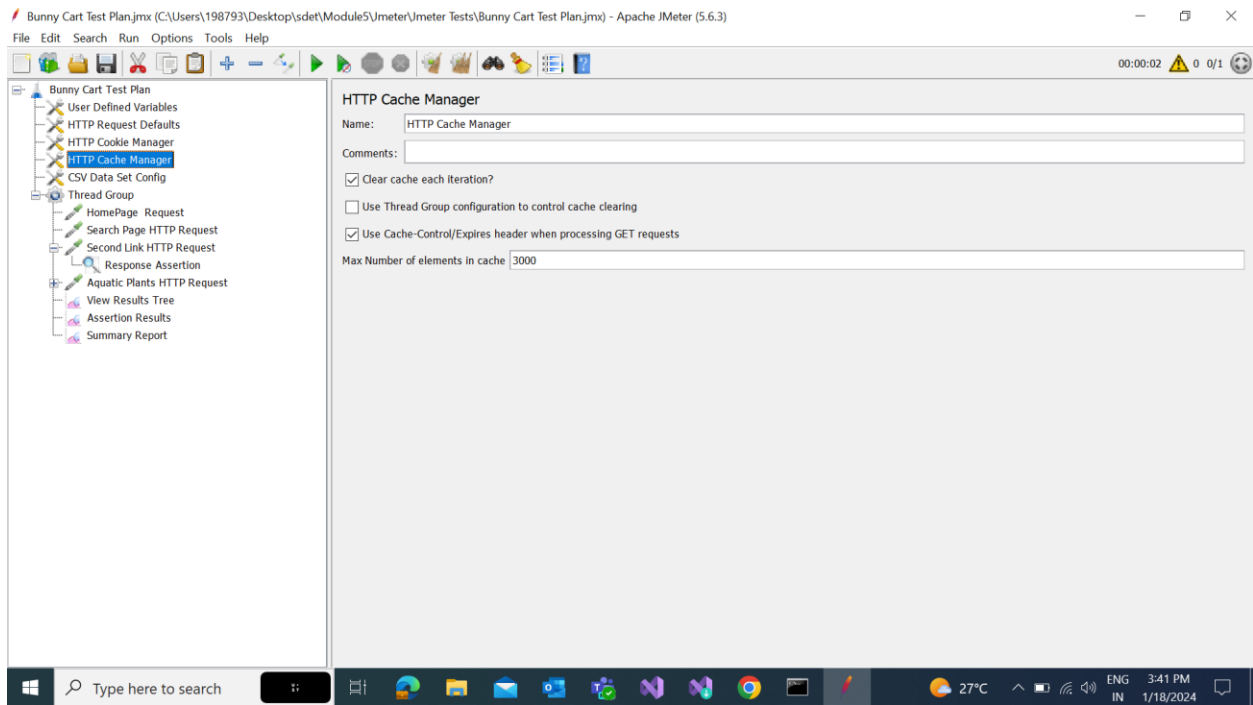 Bunny Cart Test Plan.jmx (C:\Users\198793\Desktop\sdet\Module5\Jmeter\Jmeter Tests\Bunny Cart Test Plan.jmx) - Apache JMeter (5.6.3)
File Edit Search Run Options Tools Help
00:00:02 0 0/1
Bunny Cart Test Plan
User Defined Variables
HTTP Request Defaults
HTTP Cookie Manager
HTTP Cache Manager
CSV Data Set Config
Thread Group
HomePage Request
Search Page HTTP Request
Second Link HTTP Request
Response Assertion
Aquatic Plants HTTP Request
View Results Tree
Assertion Results
Summary Report
HTTP Cache Manager
Name: HTTP Cache Manager
Comments:
Clear cache each iteration?
Use Thread Group configuration to control cache clearing
Use Cache-Control/Expires header when processing GET requests
Max Number of elements in cache 3000
Type here to search
27°C
ENG
IN
3:41 PM
1/18/2024